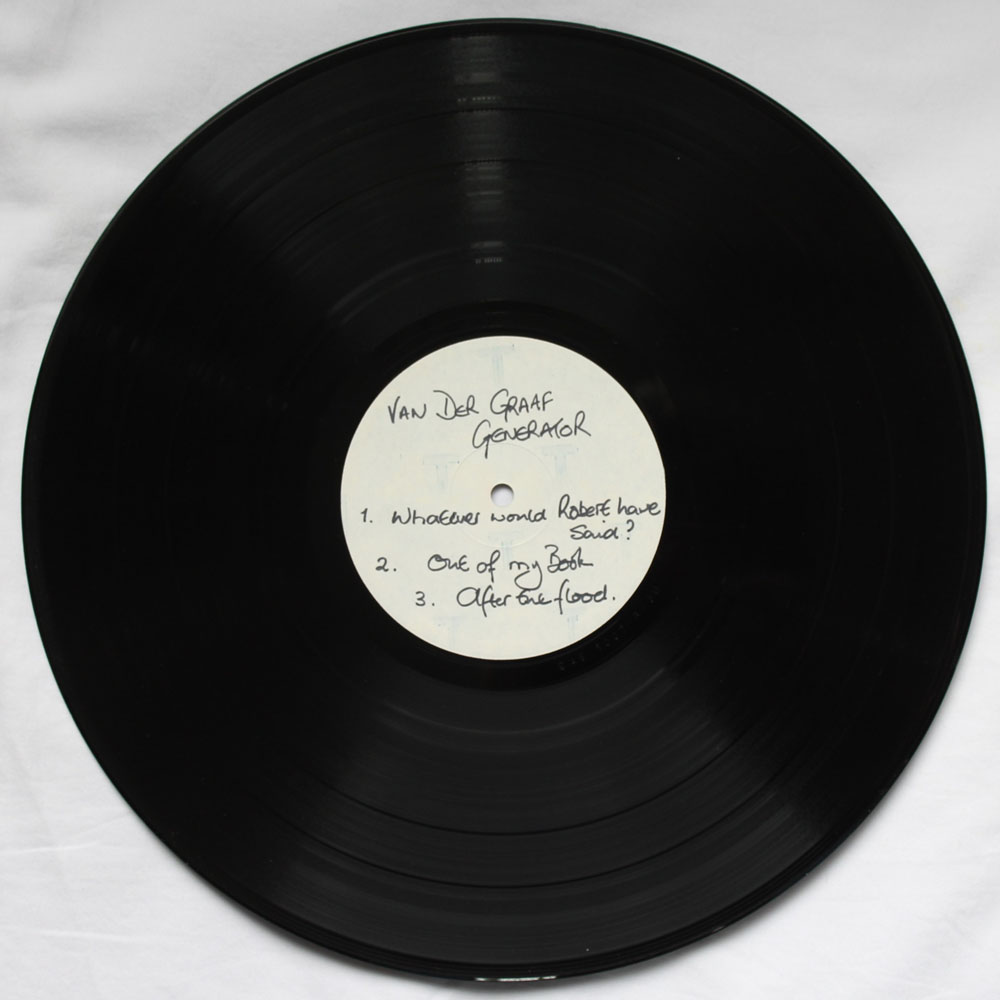 VAN DER GRAAF
GENERATOR
1. Whatever would Robert have
said?
2. One of my Book
3. After the flood.